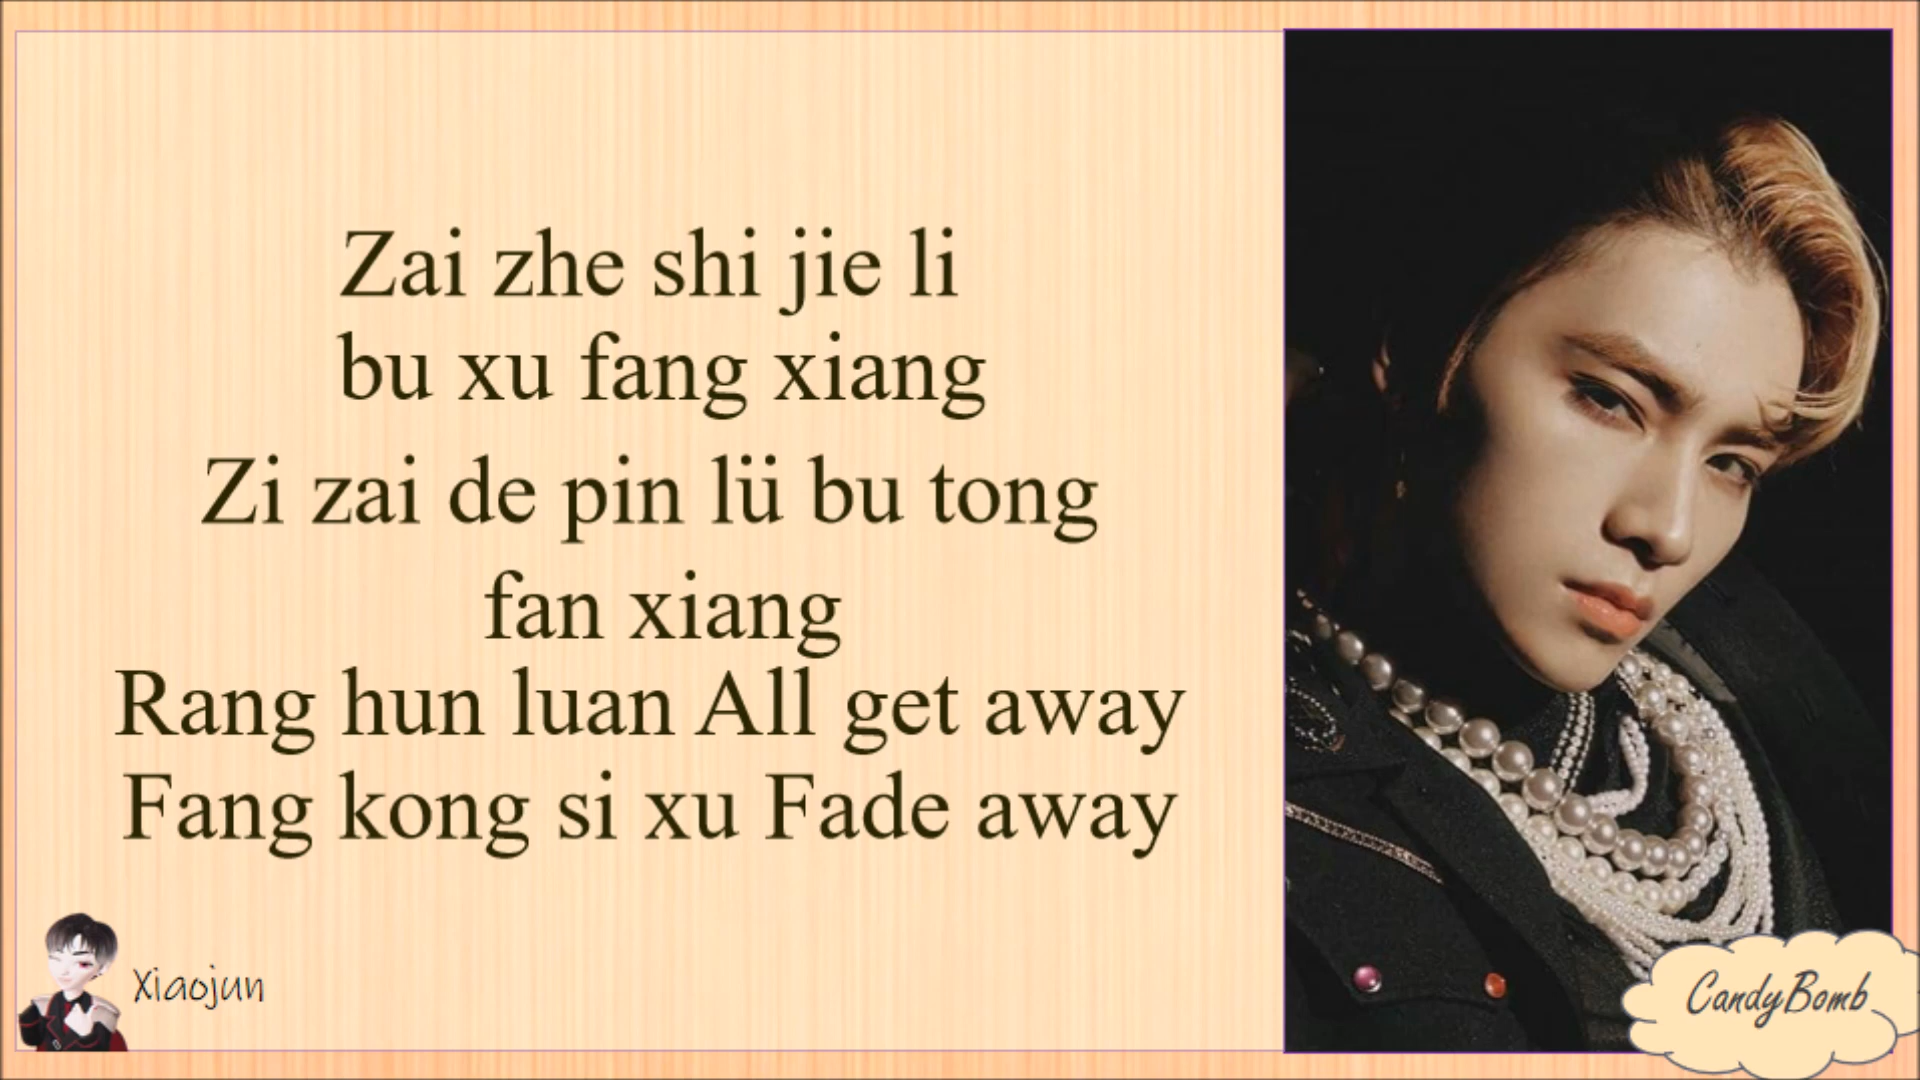 Zai zhe shi jie li
bu xu fang xiang
Zi zai de pin lü bu tong
fan xiang
Rang hun luan All get away
Fang kong si xu Fade away
Xiaojun
CandyBomb